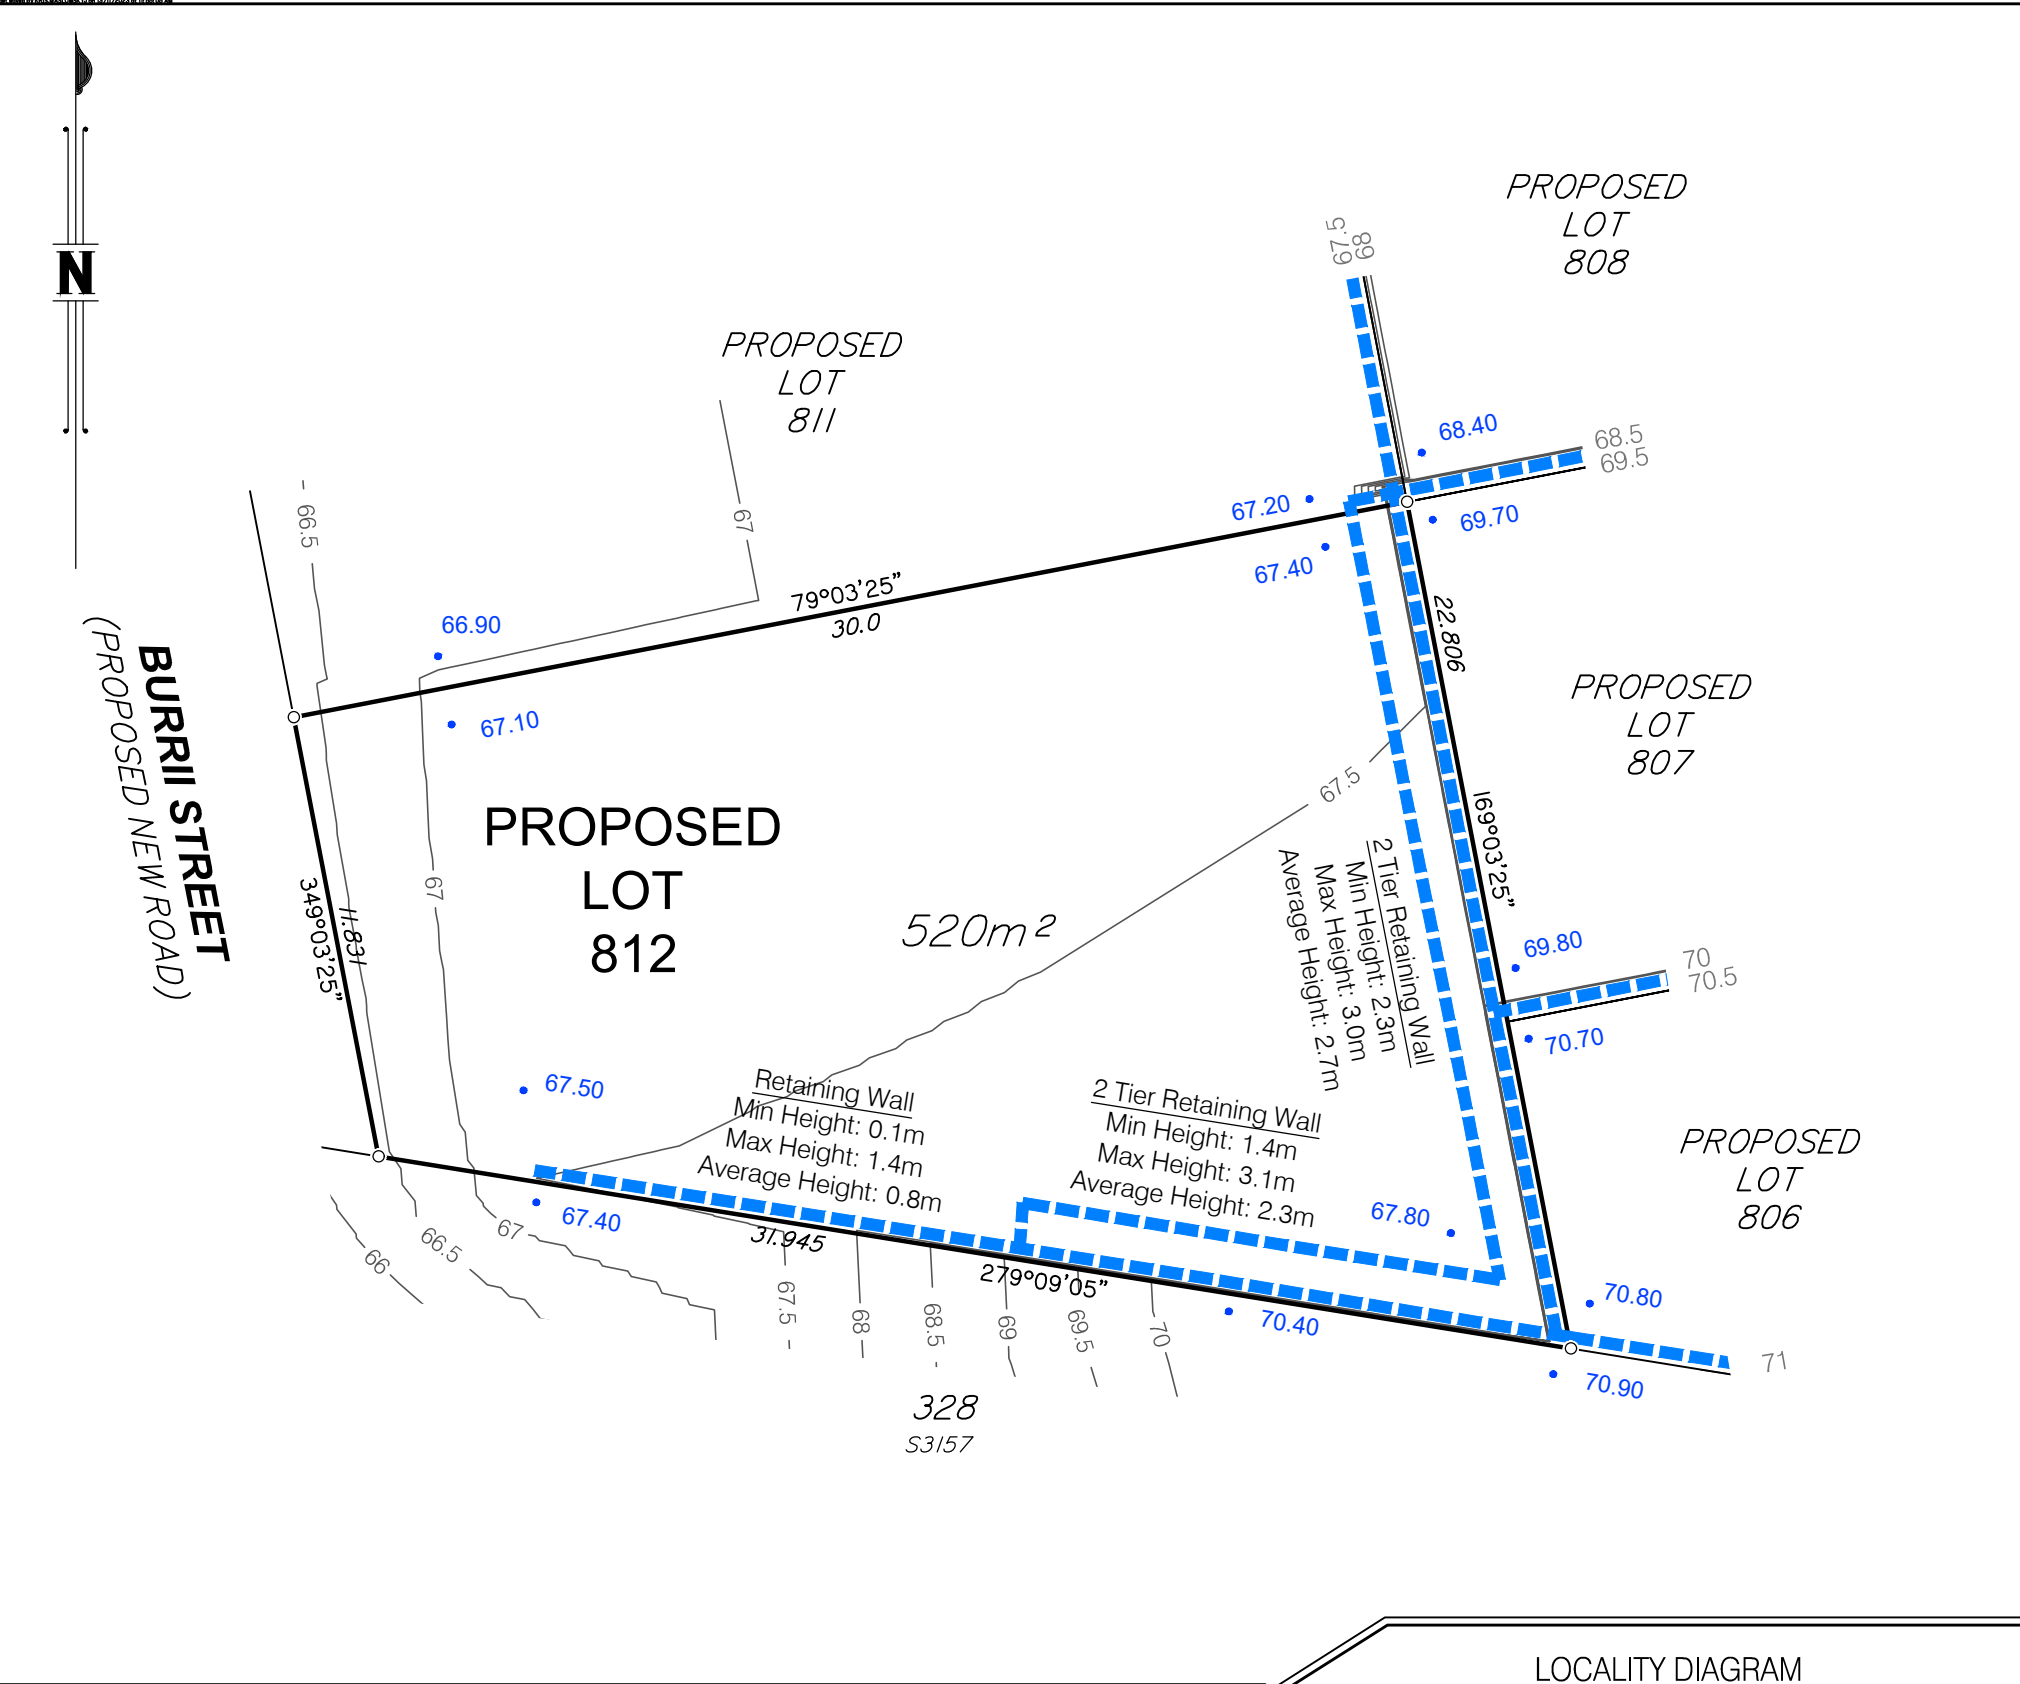 N
PROPOSED
LOT
808
67.5
68
PROPOSED
LOT
811
68.40
68.5
69.5
66.5
67
67.20
69.70
67.40
79°03'25"
30.0
66.90
67.10
22.806
BURRII STREET
(PROPOSED NEW ROAD)
PROPOSED
LOT
807
67.5
PROPOSED
LOT
812
520m²
67
349°03'25"
11.831
169°03'25"
2 Tier Retaining Wall
Min Height: 2.3m
Max Height: 3.0m
Average Height: 2.7m
69.80
70
70.5
70.70
67.50
Retaining Wall
Min Height: 0.1m
Max Height: 1.4m
Average Height: 0.8m
2 Tier Retaining Wall
Min Height: 1.4m
Max Height: 3.1m
Average Height: 2.3m
67.80
PROPOSED
LOT
806
67.40
31.945
279°09'05"
66
66.5
67
67.5
68
68.5
69
69.5
70
70.40
70.80
71
70.90
328
S3157
LOCALITY DIAGRAM